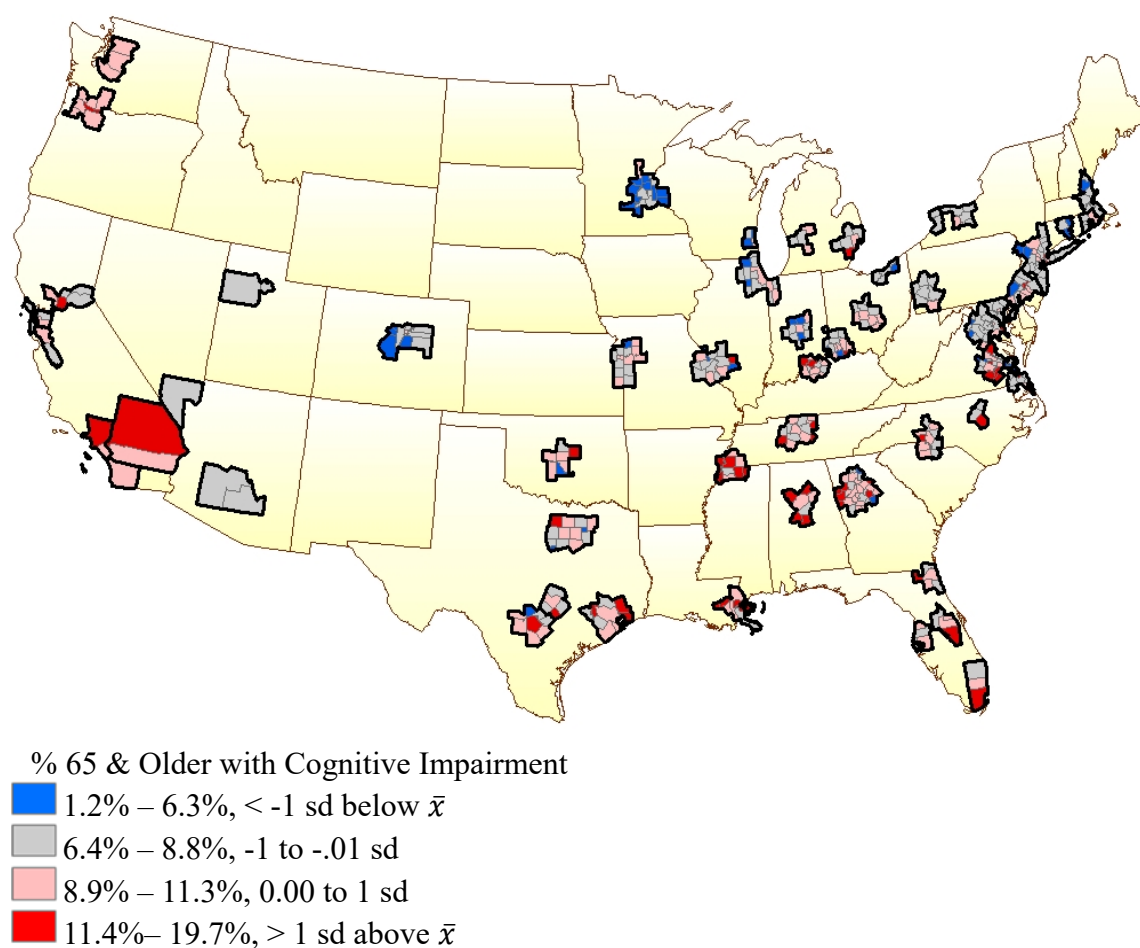 % 65 & Older with Cognitive Impairment
1.2% – 6.3%, < -1 sd below x̄
6.4% – 8.8%, -1 to -.01 sd
8.9% – 11.3%, 0.00 to 1 sd
11.4%– 19.7%, > 1 sd above x̄